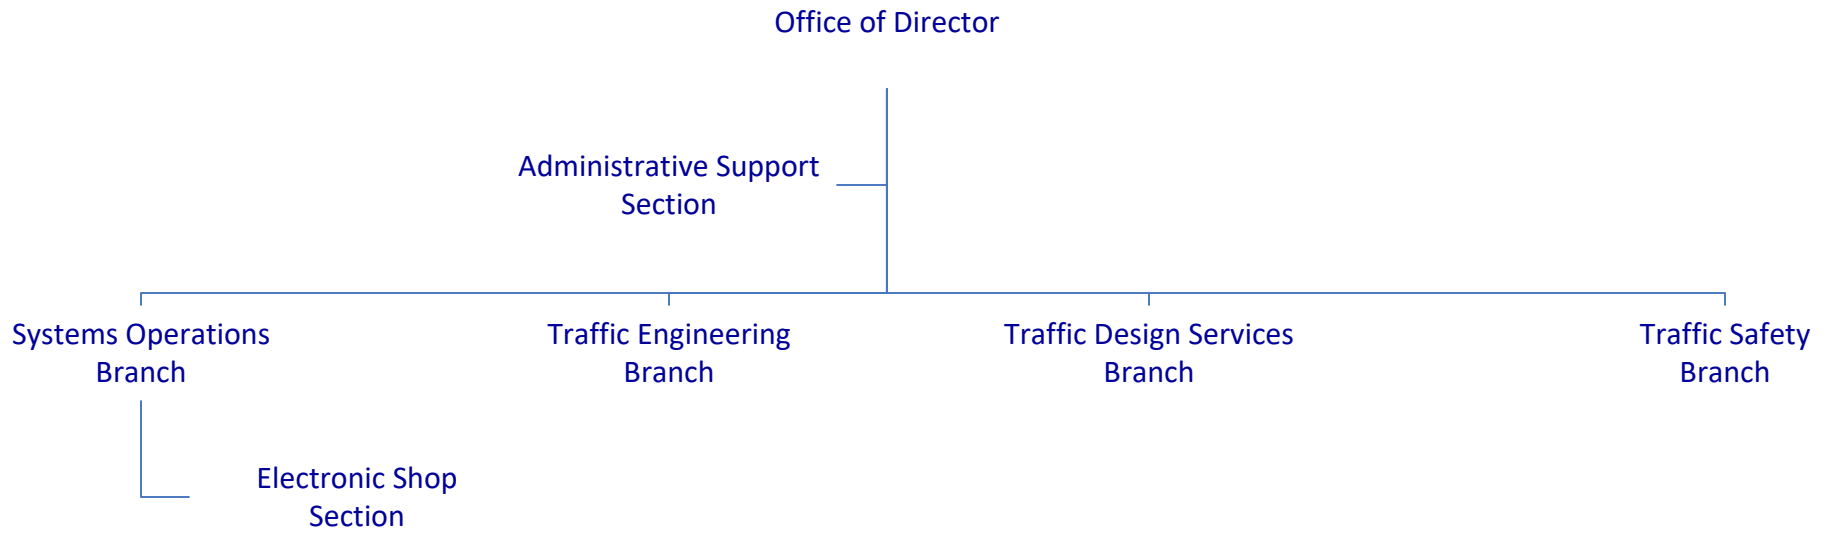 Office of Director
Administrative Support
Section
Systems Operations
Branch
Traffic Engineering
Branch
Traffic Design Services
Branch
Traffic Safety
Branch
Electronic Shop
Section